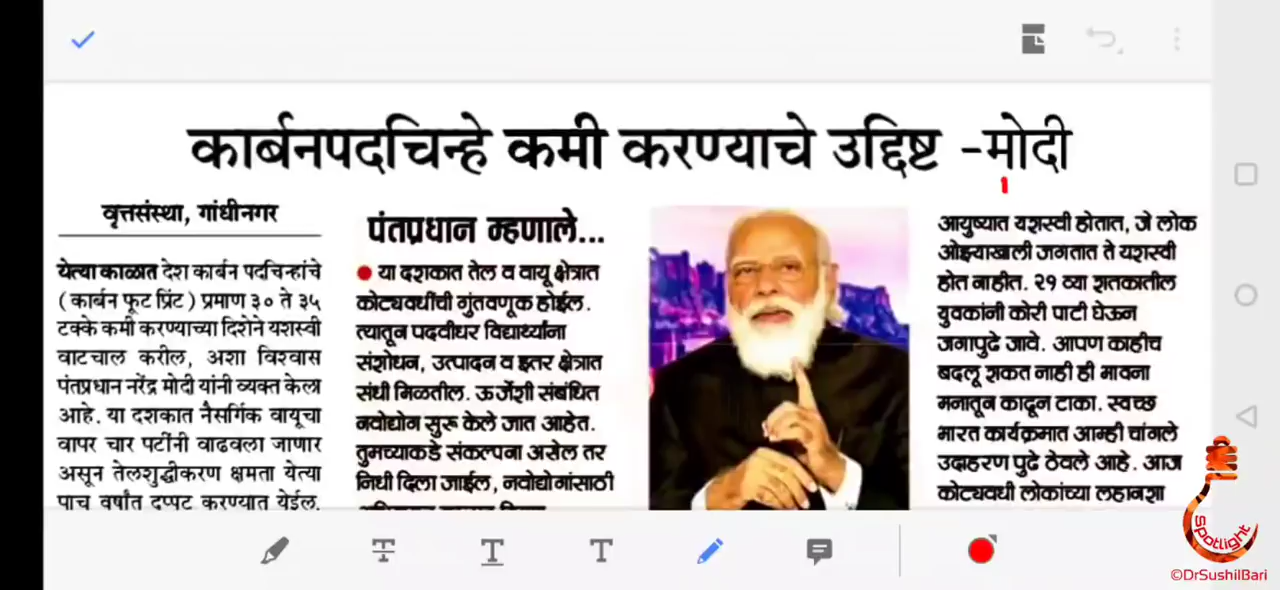 कार्बनपदचिन्हे कमी करण्याचे उद्दिष्ट -मोदी
वृत्तसंस्था, गांधीनगर
येत्या काळात देश कार्बन पदचिन्हांचे
(कार्बन फूट प्रिंट) प्रमाण ३० ते ३५
टक्के कमी करण्याच्या दिशेने यशस्वी
वाटचाल करील, अशा विश्वास
पंतप्रधान नरेंद्र मोदी यांनी व्यक्त केला
आहे. या दशकात नैसर्गिक वायूचा
वापर चार पटींनी वाढवला जाणार
असून तेलशुद्धीकरण क्षमता येत्या
पाच वर्षांत दुप्पट करण्यात येईल.
पंतप्रधान म्हणाले...
या दशकात तेल व वायू क्षेत्रात
कोट्यवधींची गुंतवणूक होईल.
त्यातून पदवीधर विद्यार्थ्यांना
संशोधन, उत्पादन व इतर क्षेत्रात
संधी मिळतील. ऊर्जेशी संबंधित
नवोद्योग सुरू केले जात आहेत.
तुमच्याकडे संकल्पना असेल तर
निधी दिला जाईल, नवोद्योगांसाठी
आयुष्यात यशस्वी होतात, जे लोक
ओझ्याखाली जगतात ते यशस्वी
होत नाहीत. २१ व्या शतकातील
युवकांनी कोरी पाटी घेऊन
जगापुढे जावे. आपण काहीच
बदलू शकत नाही ही भावना
मनातून काढून टाका. स्वच्छ
भारत कार्यक्रमात आम्ही चांगले
उदाहरण पुढे ठेवले आहे. आज
कोट्यवधी लोकांच्या लहानशा
Spotlight
©DrSushilBari